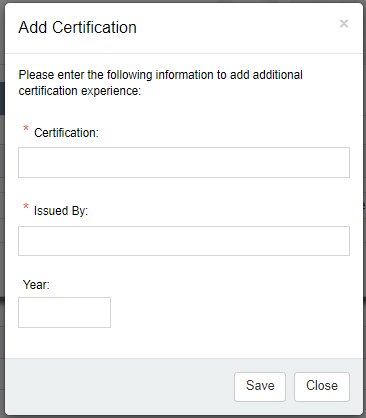 Add Certification
×
Please enter the following information to add additional
certification experience:
* Certification:
* Issued By:
Year:
Save
Close